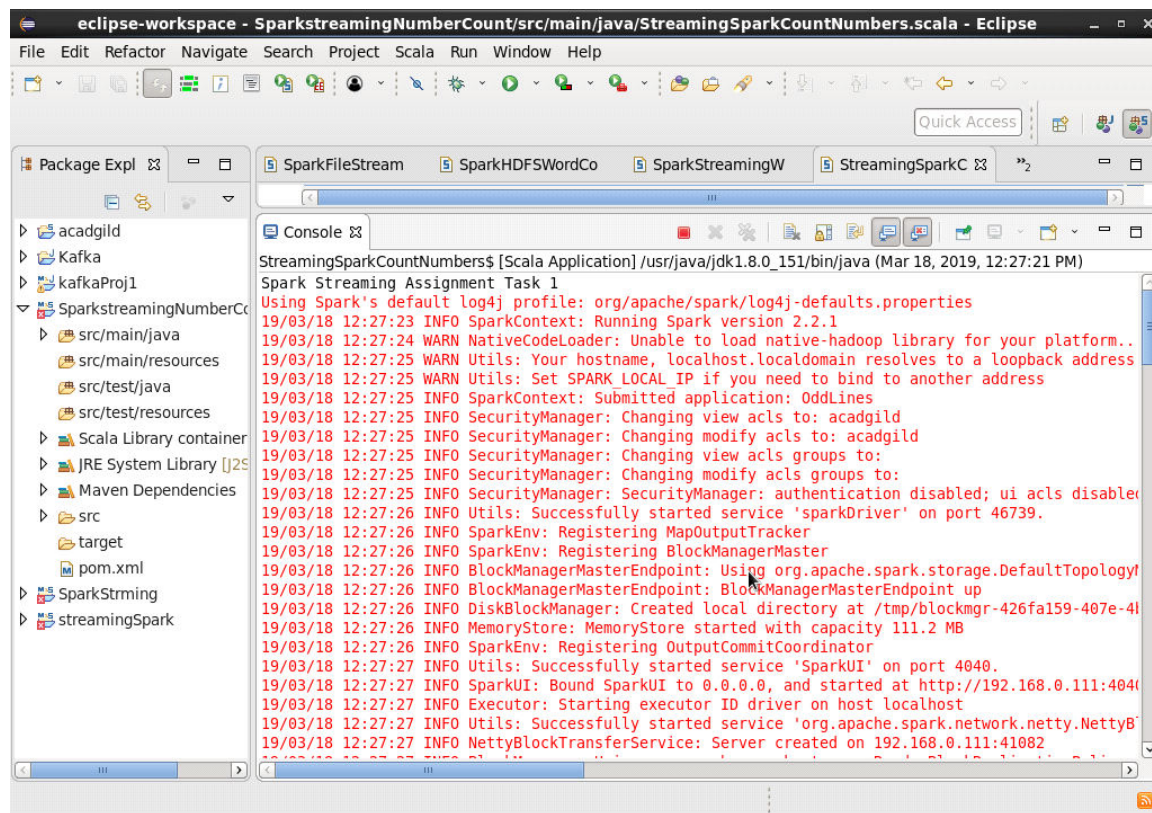 eclipse-workspace - SparkstreamingNumberCount/src/main/java/StreamingSparkCountNumbers.scala - Eclipse
File Edit Refactor Navigate Search Project Scala Run Window Help
Quick Access
Package Expl
acadgild
Kafka
kafkaProj1
SparkstreamingNumberCo
src/main/java
src/main/resources
src/test/java
src/test/resources
Scala Library container
JRE System Library [J2S
Maven Dependencies
src
target
pom.xml
SparkStrming
streamingSpark
SparkFileStream SparkHDFSWordCo SparkStreamingW StreamingSparkC »2
Console
StreamingSparkCountNumbers$ [Scala Application] /usr/java/jdk1.8.0_151/bin/java (Mar 18, 2019, 12:27:21 PM)
Spark Streaming Assignment Task 1
Using Spark's default log4j profile: org/apache/spark/log4j-defaults.properties
19/03/18 12:27:23 INFO SparkContext: Running Spark version 2.2.1
19/03/18 12:27:24 WARN NativeCodeLoader: Unable to load native-hadoop library for your platform..
19/03/18 12:27:25 WARN Utils: Your hostname, localhost.localdomain resolves to a loopback address
19/03/18 12:27:25 WARN Utils: Set SPARK_LOCAL_IP if you need to bind to another address
19/03/18 12:27:25 INFO SparkContext: Submitted application: OddLines
19/03/18 12:27:25 INFO SecurityManager: Changing view acls to: acadgild
19/03/18 12:27:25 INFO SecurityManager: Changing modify acls to: acadgild
19/03/18 12:27:25 INFO SecurityManager: Changing view acls groups to:
19/03/18 12:27:25 INFO SecurityManager: Changing modify acls groups to:
19/03/18 12:27:25 INFO SecurityManager: SecurityManager: authentication disabled; ui acls disabled
19/03/18 12:27:26 INFO Utils: Successfully started service 'sparkDriver' on port 46739.
19/03/18 12:27:26 INFO SparkEnv: Registering MapOutputTracker
19/03/18 12:27:26 INFO SparkEnv: Registering BlockManagerMaster
19/03/18 12:27:26 INFO BlockManagerMasterEndpoint: Using org.apache.spark.storage.DefaultTopologyM
19/03/18 12:27:26 INFO BlockManagerMasterEndpoint: BlockManagerMasterEndpoint up
19/03/18 12:27:26 INFO DiskBlockManager: Created local directory at /tmp/blockmgr-426fa159-407e-4b
19/03/18 12:27:26 INFO MemoryStore: MemoryStore started with capacity 111.2 MB
19/03/18 12:27:26 INFO SparkEnv: Registering OutputCommitCoordinator
19/03/18 12:27:27 INFO Utils: Successfully started service 'SparkUI' on port 4040.
19/03/18 12:27:27 INFO SparkUI: Bound SparkUI to 0.0.0.0, and started at http://192.168.0.111:4040
19/03/18 12:27:27 INFO Executor: Starting executor ID driver on host localhost
19/03/18 12:27:27 INFO Utils: Successfully started service 'org.apache.spark.network.netty.NettyB
19/03/18 12:27:27 INFO NettyBlockTransferService: Server created on 192.168.0.111:41082